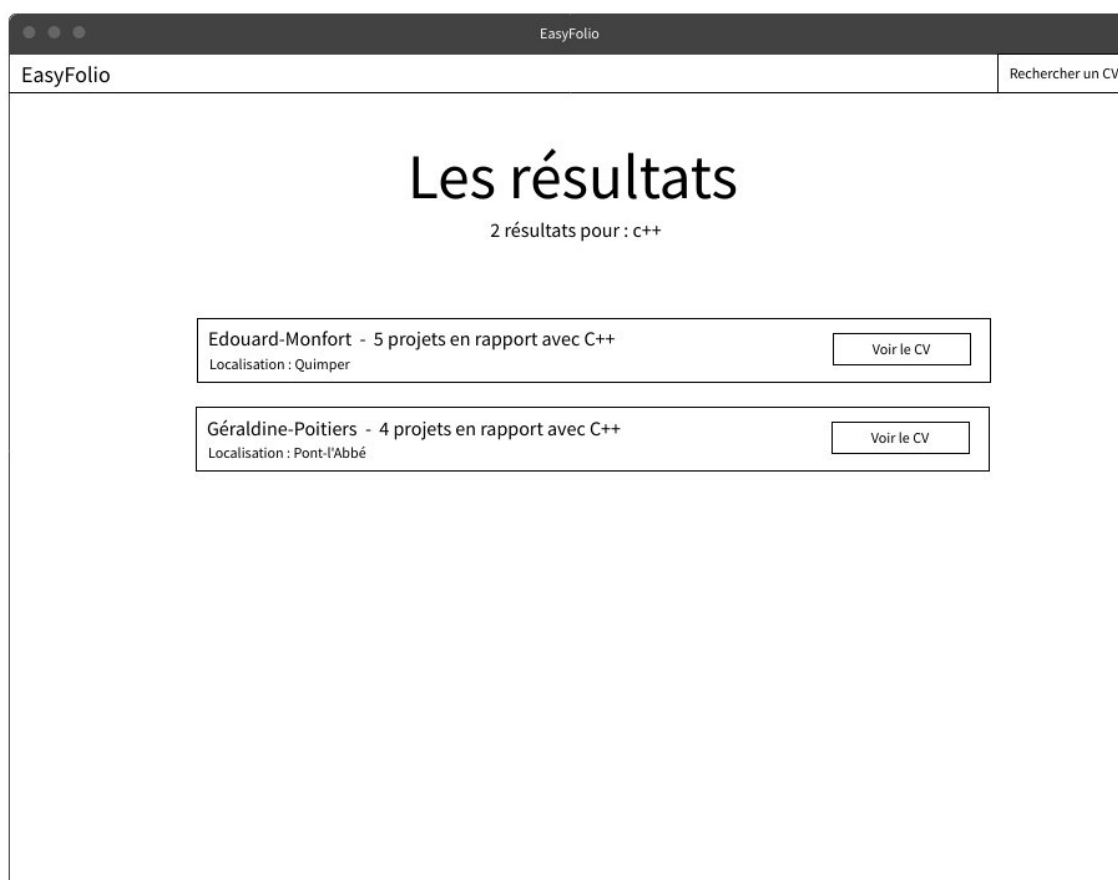 EasyFolio
EasyFolio
Rechercher un CV
Les résultats
2 résultats pour : c++
Edouard-Monfort - 5 projets en rapport avec C++
Voir le CV
Localisation : Quimper
Géraldine-Poitiers - 4 projets en rapport avec C++
Voir le CV
Localisation : Pont-l'Abbé